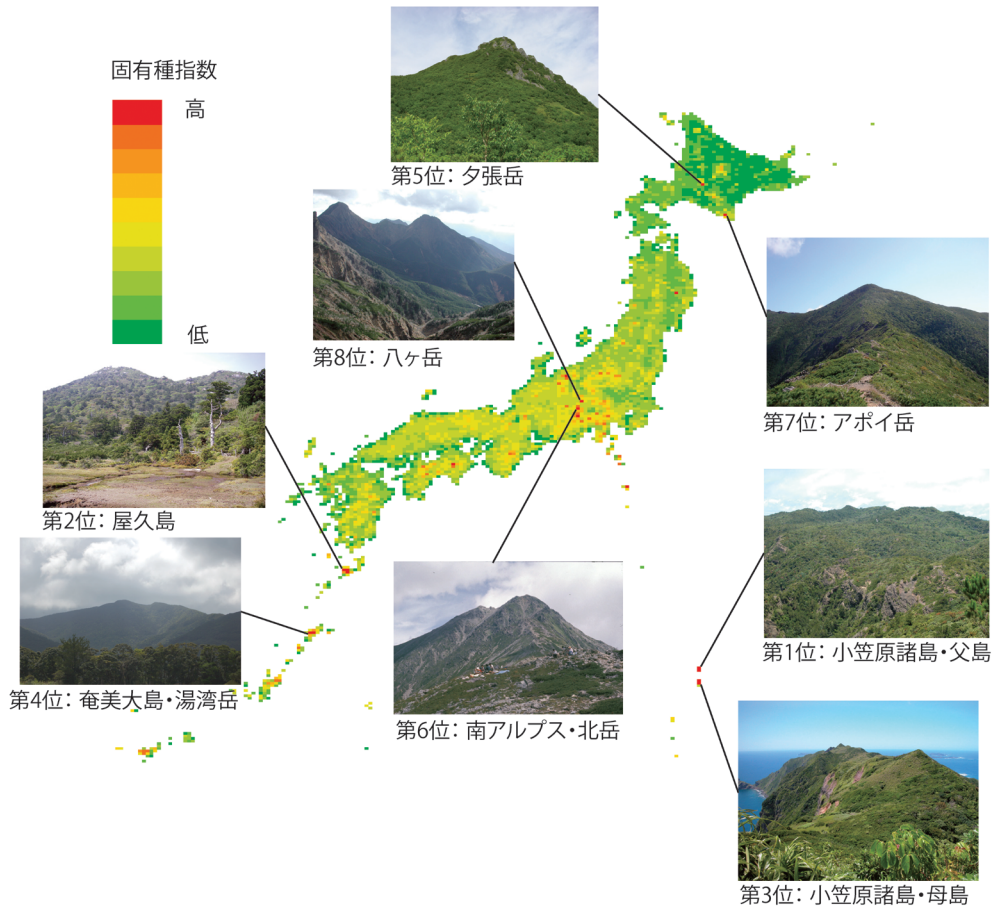 固有種指数
高
低
第5位：夕張岳
第8位：八ヶ岳
第7位：アポイ岳
第2位：屋久島
第1位：小笠原諸島・父島
第4位：奄美大島・湯湾岳
第6位：南アルプス・北岳
第3位：小笠原諸島・母島